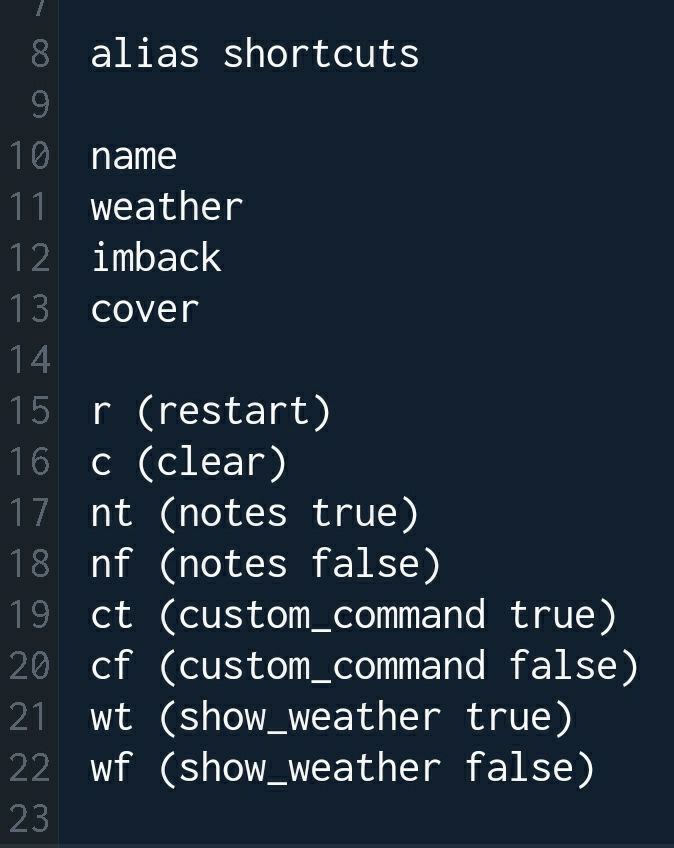 7
8 alias shortcuts
9
10 name
11 weather
12 imback
13 cover
14
15 r (restart)
16 c (clear)
17 nt (notes true)
18 nf (notes false)
19 ct (custom_command true)
20 cf (custom_command false)
21 wt (show_weather true)
22 wf (show_weather false)
23